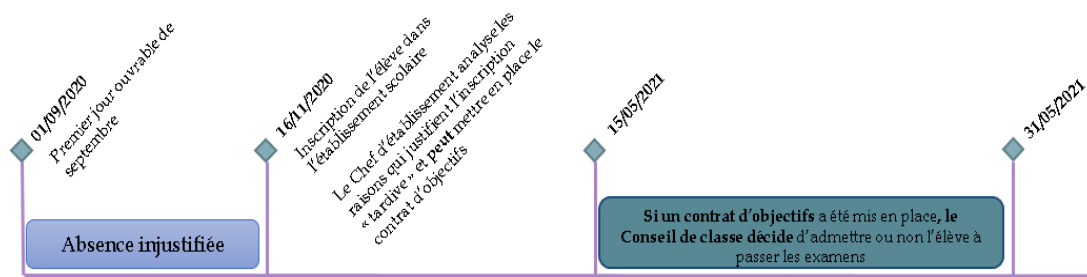 01/09/2020
Premier jour ouvrable de
septembre
16/11/2020
Inscription de l'élève dans
l'établissement scolaire
Le Chef d'établissement analyse les
raisons qui justifient l'inscription
« tardive » et peut mettre en place le
contrat d'objectifs
15/05/2021
31/05/2021
Absence injustifiée
Si un contrat d'objectifs a été mis en place, le
Conseil de classe décide d'admettre ou non l'élève à
passer les examens